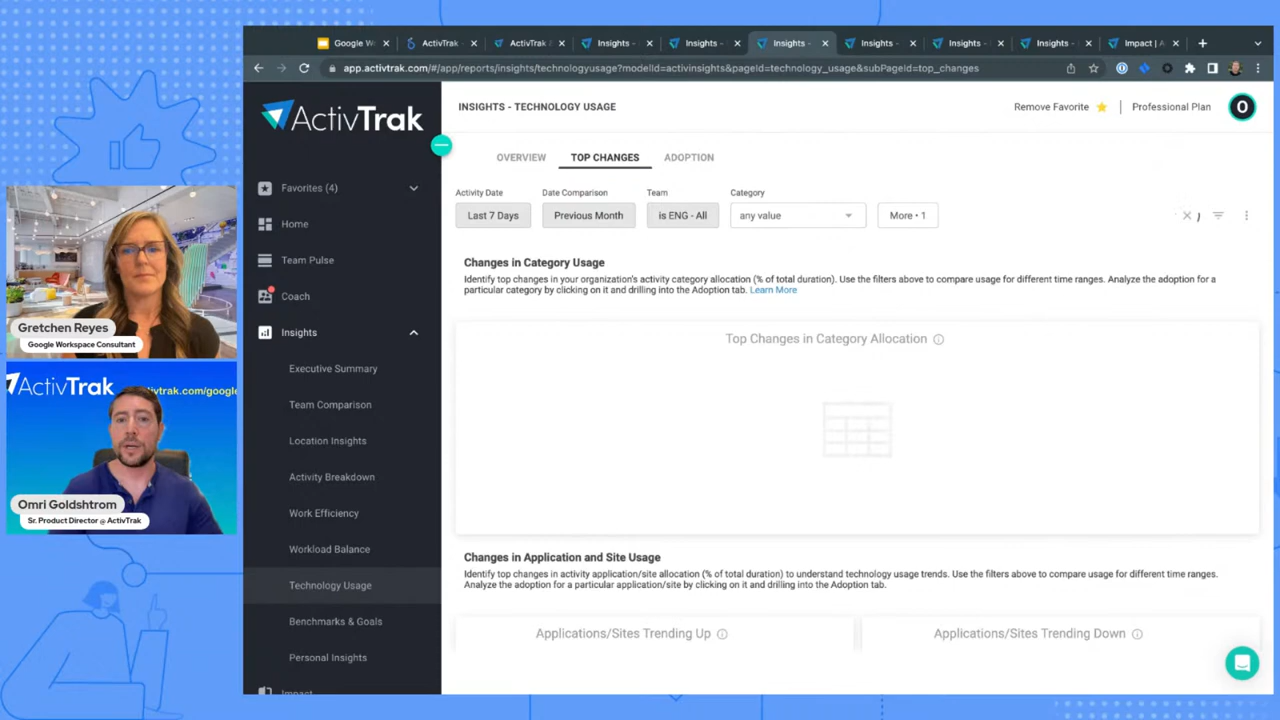 Google Wo
ActivTrak -
ActivTrak &
Insights -
Insights -
Insights -
Insights -
Insights -
Insights -
Impact | A
app.activtrak.com/#/app/reports/insights/technologyusage?modelId=activinsights&pageId=technology_usage&subPageId=top_changes
ActivTrak
INSIGHTS - TECHNOLOGY USAGE
Remove Favorite
Professional Plan
O
OVERVIEW
TOP CHANGES
ADOPTION
Favorites (4)
Home
Team Pulse
Coach
Insights
Executive Summary
Team Comparison
Location Insights
Activity Breakdown
Work Efficiency
Workload Balance
Technology Usage
Benchmarks & Goals
Personal Insights
Impact
Activity Date
Date Comparison
Team
Category
Last 7 Days
Previous Month
is ENG - All
any value
More • 1
Changes in Category Usage
Identify top changes in your organization's activity category allocation (% of total duration). Use the filters above to compare usage for different time ranges. Analyze the adoption for a
particular category by clicking on it and drilling into the Adoption tab. Learn More
Top Changes in Category Allocation
Changes in Application and Site Usage
Identify top changes in activity application/site allocation (% of total duration) to understand technology usage trends. Use the filters above to compare usage for different time ranges.
Analyze the adoption for a particular application/site by clicking on it and drilling into the Adoption tab.
Applications/Sites Trending Up
Applications/Sites Trending Down
Gretchen Reyes
Google Workspace Consultant
ActivTrak
ctivtrak.com/google
Omri Goldshtrom
Sr. Product Director @ ActivTrak